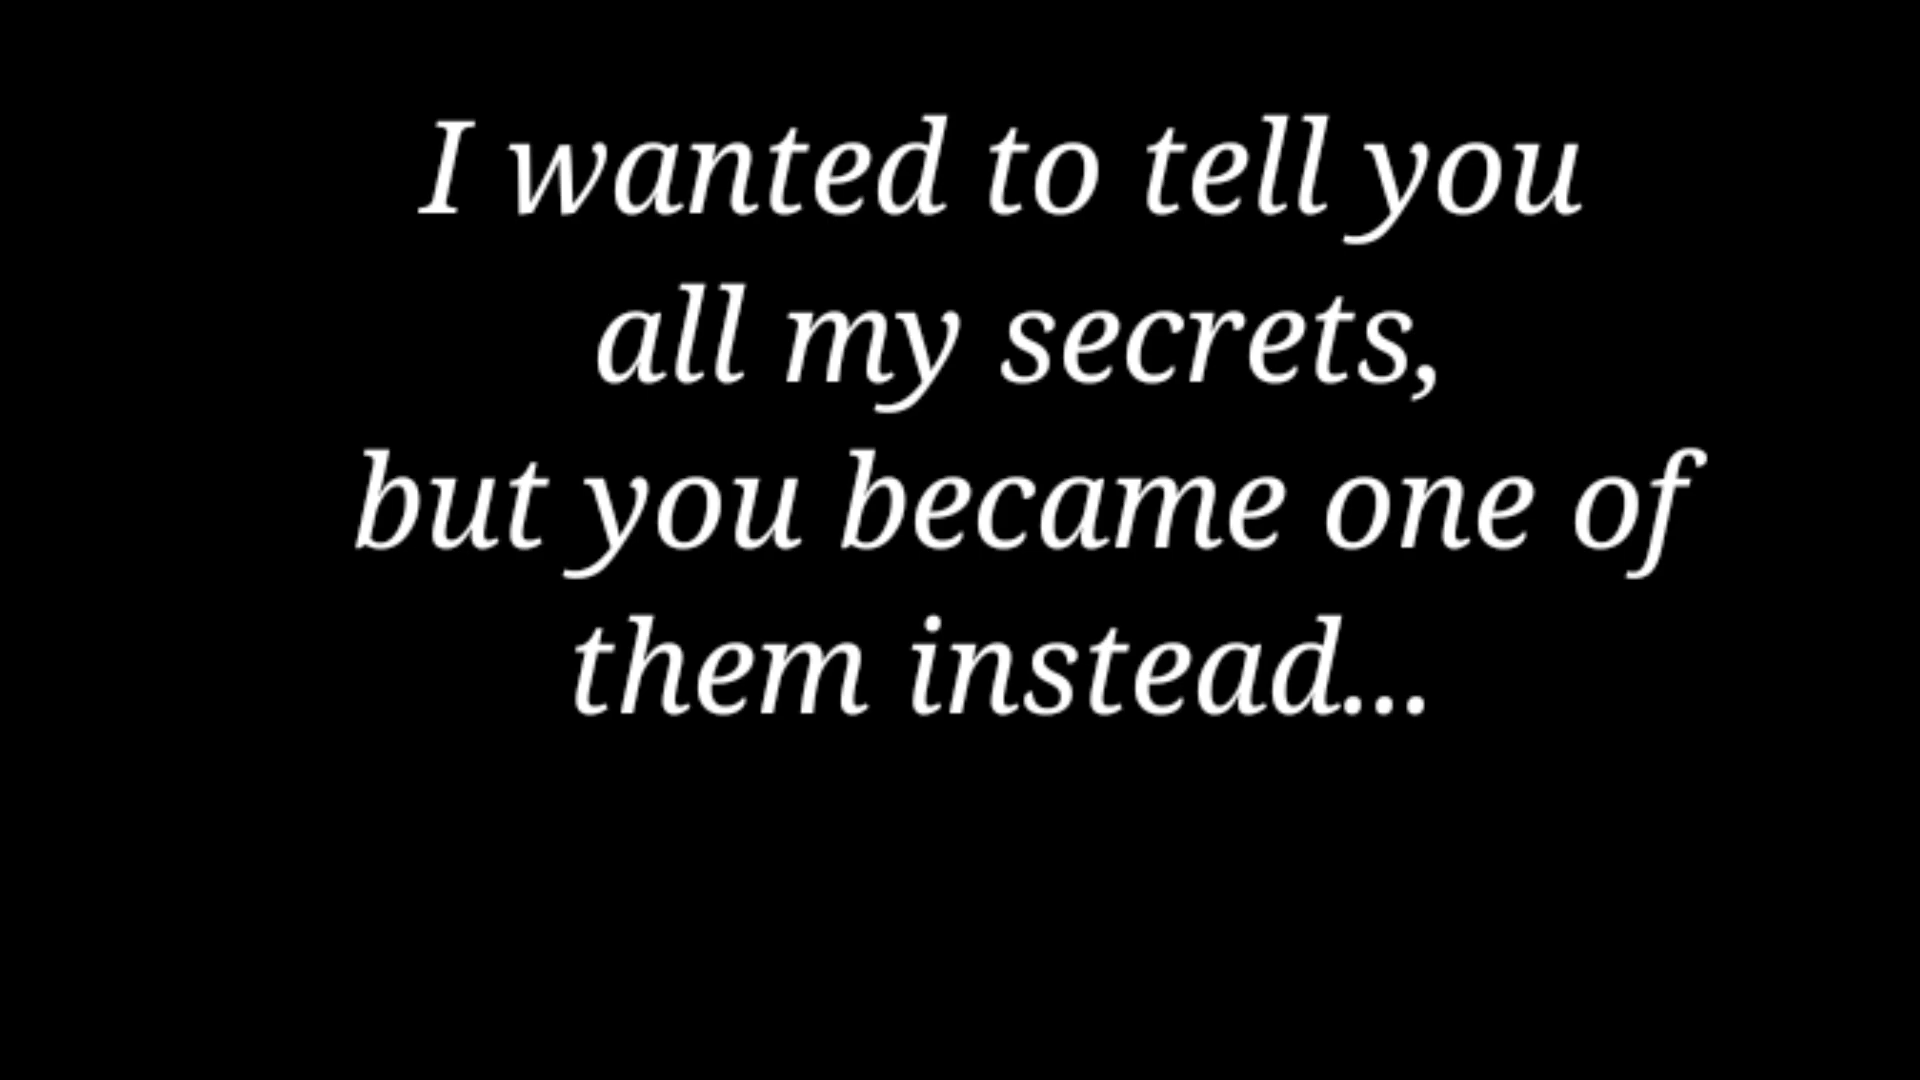 I wanted to tell you
all my secrets,
but you became one of
them instead...